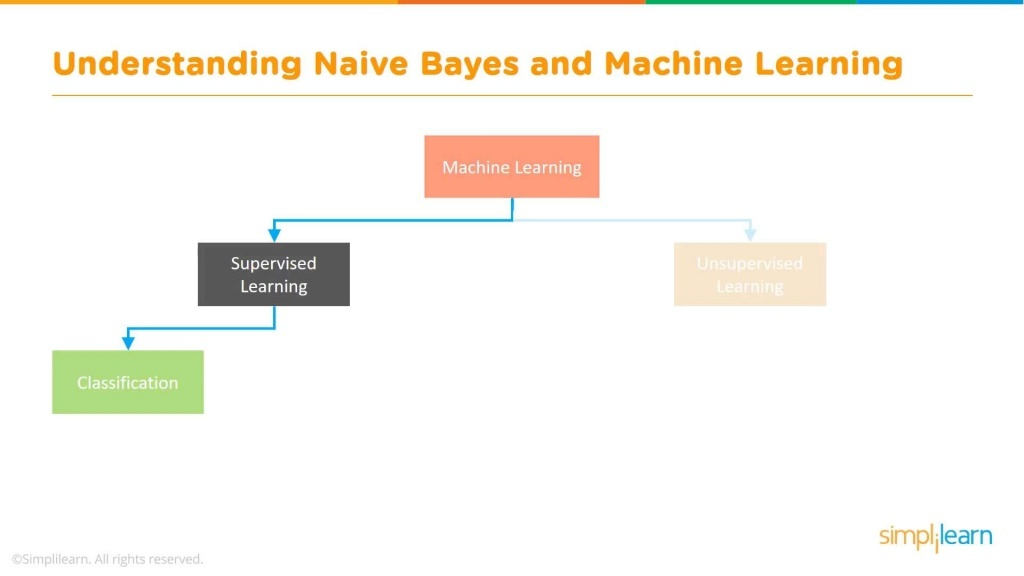 Understanding Naive Bayes and Machine Learning
Machine Learning
Supervised
Learning
Unsupervised
Learning
Classification
simplilearn
©Simplilearn. All rights reserved.